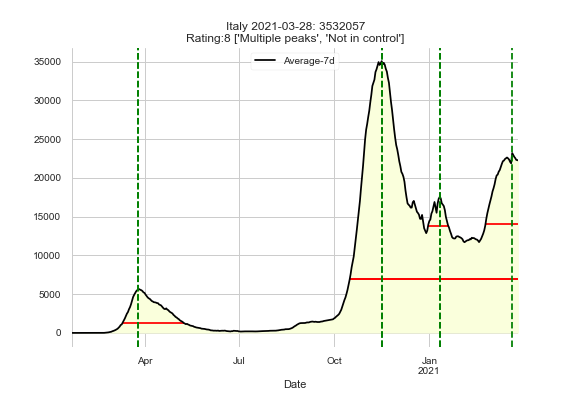 Italy 2021-03-28: 3532057
Rating:8 ['Multiple peaks', 'Not in control']
Average-7d
35000
30000
25000
20000
15000
10000
5000
0
Apr
Jul
Oct
Jan
2021
Date